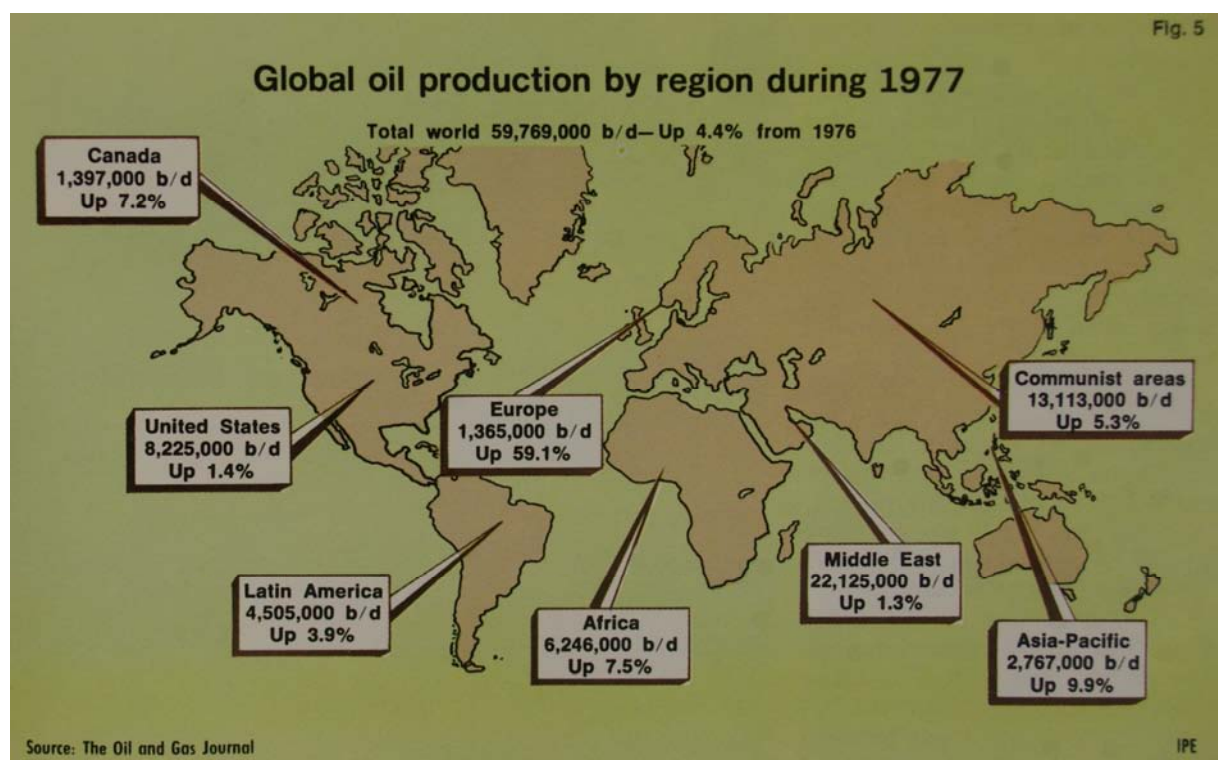 Fig. 5
Global oil production by region during 1977
Total world 59,769,000 b/d—Up 4.4% from 1976
Canada
1,397,000 b/d
Up 7.2%
United States
8,225,000 b/d
Up 1.4%
Europe
1,365,000 b/d
Up 59.1%
Communist areas
13,113,000 b/d
Up 5.3%
Latin America
4,505,000 b/d
Up 3.9%
Africa
6,246,000 b/d
Up 7.5%
Middle East
22,125,000 b/d
Up 1.3%
Asia-Pacific
2,767,000 b/d
Up 9.9%
Source: The Oil and Gas Journal
IPE